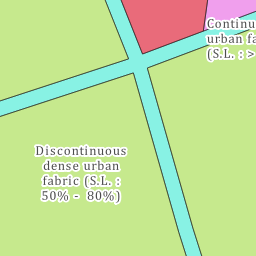 Continu
urban fa
(S.L. : >
Discontinuous
dense urban
fabric (S.L. :
50% - 80%)